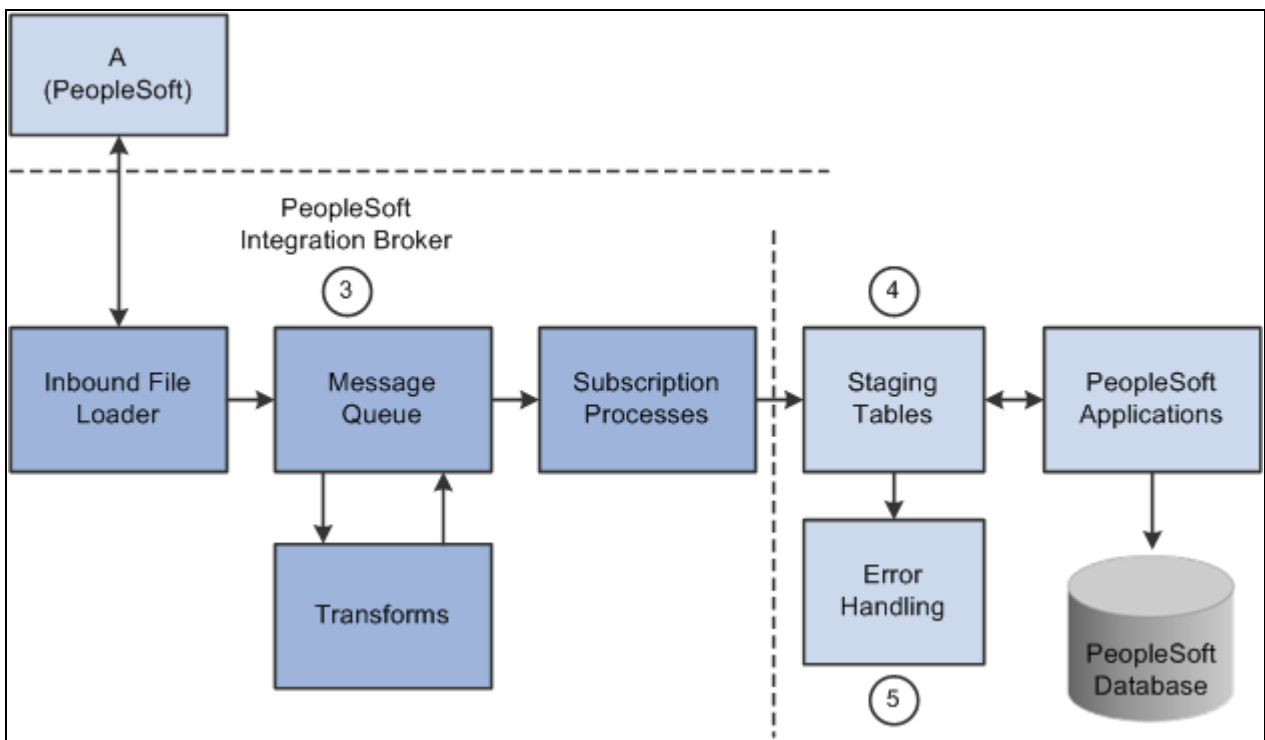 A
(PeopleSoft)
PeopleSoft
Integration Broker
3
4
Inbound File
Loader
Message
Queue
Subscription
Processes
Staging
Tables
PeopleSoft
Applications
Transforms
Error
Handling
5
PeopleSoft
Database